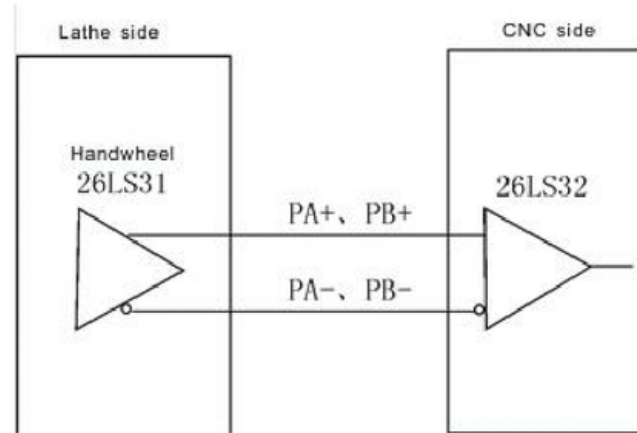 Lathe side
CNC side
Handwheel
26LS31
26LS32
PA+、PB+
PA-、PB-